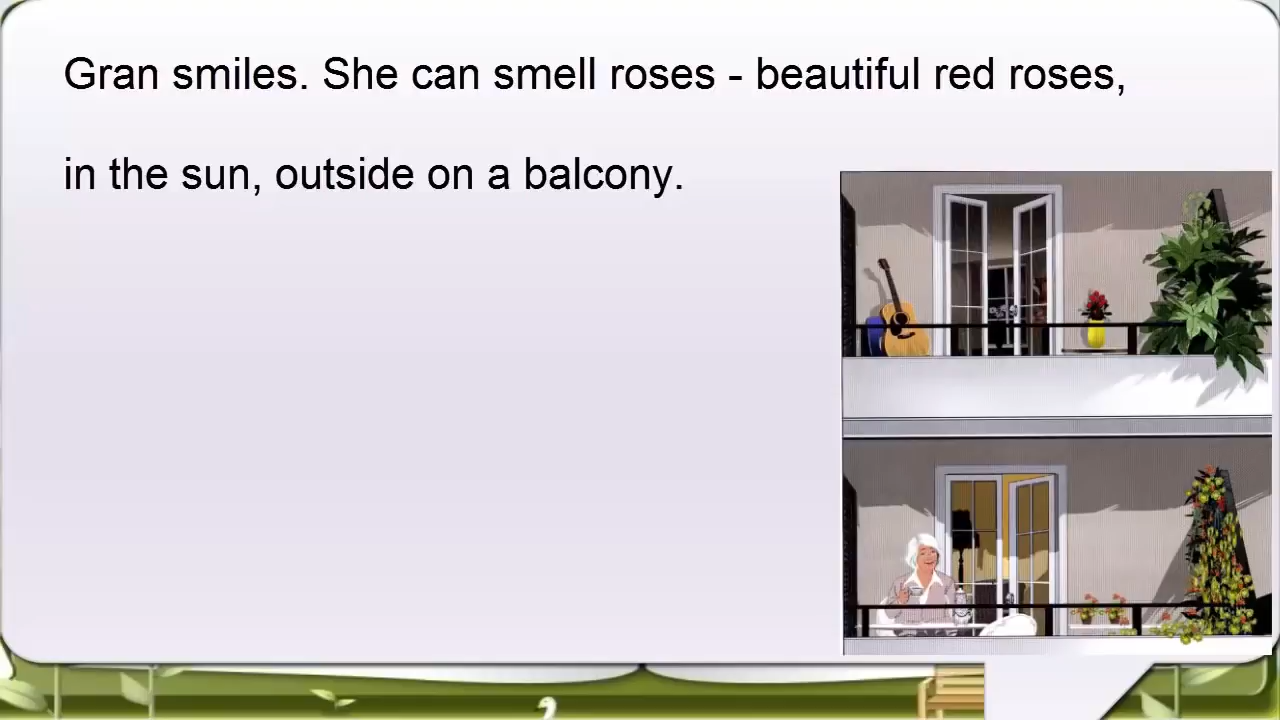 Gran smiles. She can smell roses - beautiful red roses,
in the sun, outside on a balcony.